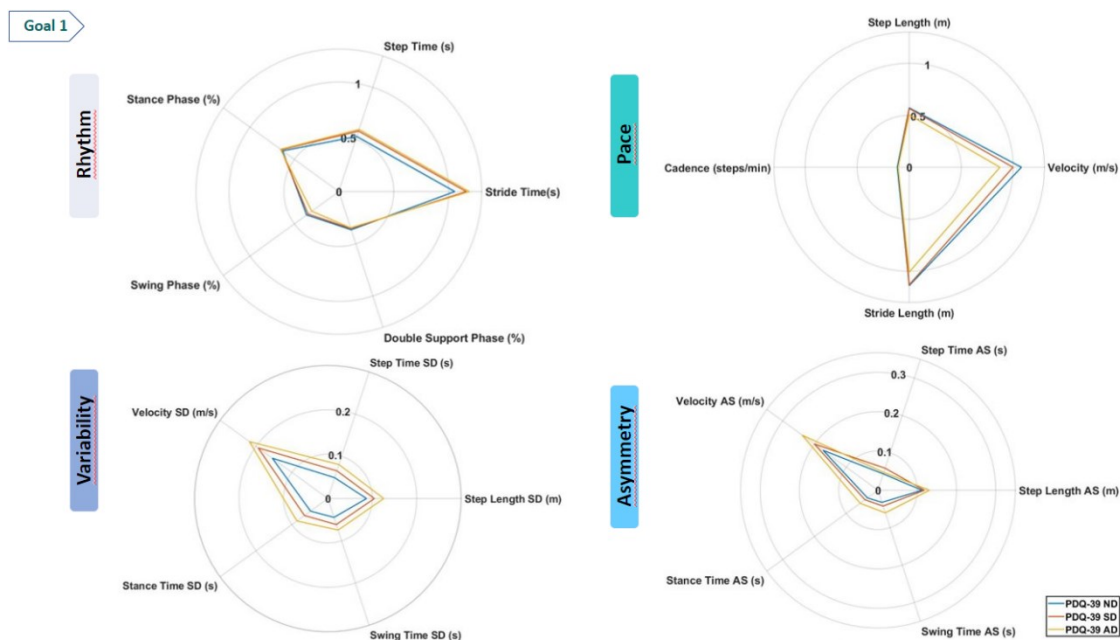 Goal 1
Rhythm
Step Time (s)
Stance Phase (%)
1
0.5
0
Stride Time(s)
Swing Phase (%)
Double Support Phase (%)
Pace
Step Length (m)
1
0.5
0
Cadence (steps/min)
Velocity (m/s)
Stride Length (m)
Variability
Step Time SD (s)
Velocity SD (m/s)
0.2
0.1
0
Step Length SD (m)
Stance Time SD (s)
Swing Time SD (s)
Asymmetry
Step Time AS (s)
0.3
Velocity AS (m/s)
0.2
0.1
0
Step Length AS (m)
Stance Time AS (s)
Swing Time AS (s)
PDQ-39 ND
PDQ-39 SD
PDQ-39 AD